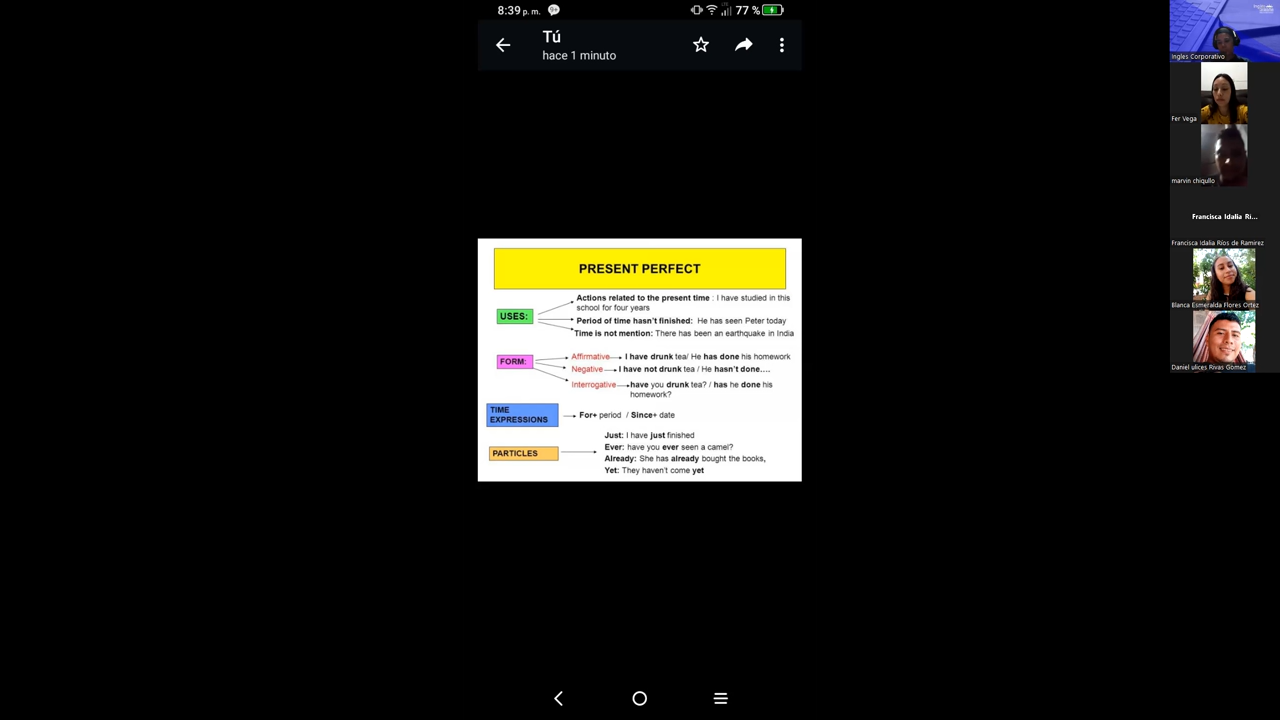 8:39 p. m.
77 %
Tú
hace 1 minuto
PRESENT PERFECT
USES:
Actions related to the present time : I have studied in this
school for four years
Period of time hasn't finished: He has seen Peter today
Time is not mention: There has been an earthquake in India
FORM:
Affirmative I have drunk tea/ He has done his homework
Negative I have not drunk tea / He hasn't done….
Interrogative have you drunk tea? / has he done his
homework?
TIME
EXPRESSIONS
For+ period / Since+ date
PARTICLES
Just: I have just finished
Ever: have you ever seen a camel?
Already: She has already bought the books,
Yet: They haven't come yet
Ingles Corporativo
Fer Vega
marvin chiqullo
Francisca Idalia Ri...
Francisca Idalia Ríos de Ramirez
Blanca Esmeralda Flores Ortez
Daniel ulices Rivas Gomez